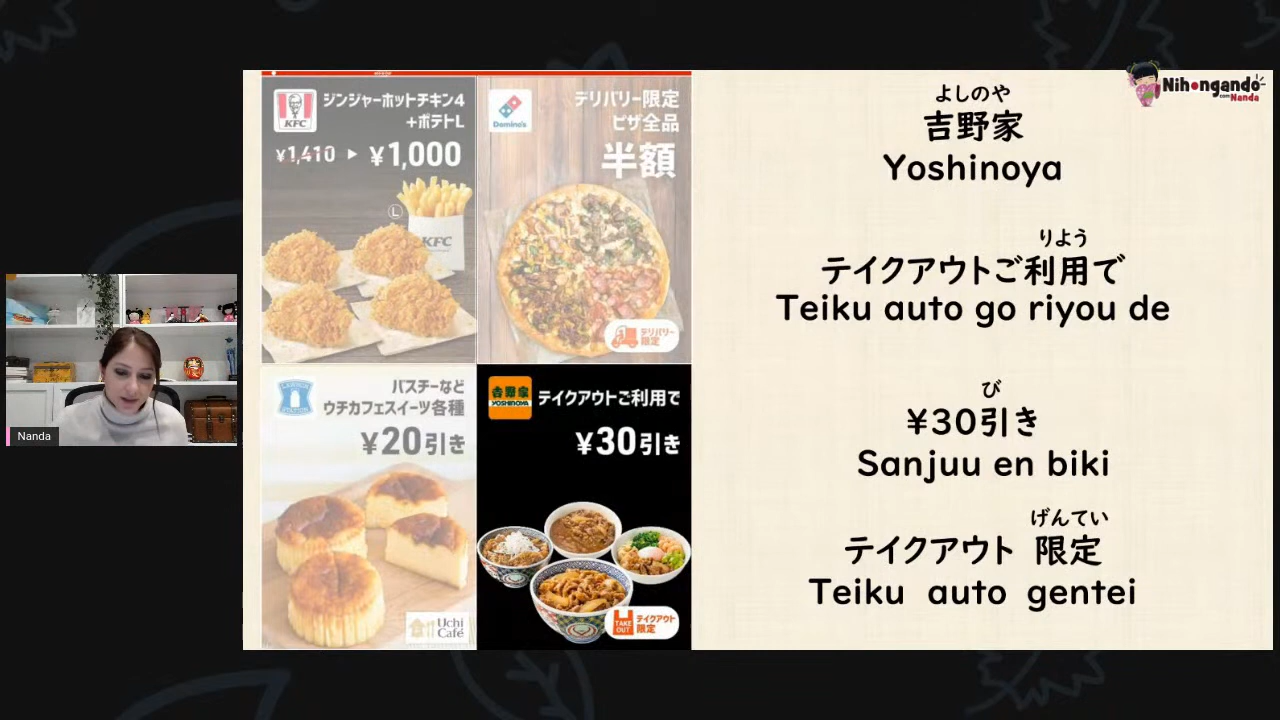 KFC
ジンジャーホットチキン4
+ポテトL
¥1,410 ▶ ¥1,000
Ⓛ
KFC
Domino's
デリバリー限定
ピザ全品
半額
デリバリー
限定
LAWSON
STATION
バスチーなど
ウチカフェスイーツ各種
¥20引き
Uchi
Café
吉野家
YOSHINOYA
テイクアウトご利用で
¥30引き
TAKE
OUT
テイクアウト
限定
Nihongando
com Nanda
よしのや
吉野家
Yoshinoya
りよう
テイクアウトご利用で
Teiku auto go riyou de
び
¥30引き
Sanjuu en biki
げんてい
テイクアウト 限定
Teiku auto gentei
Nanda